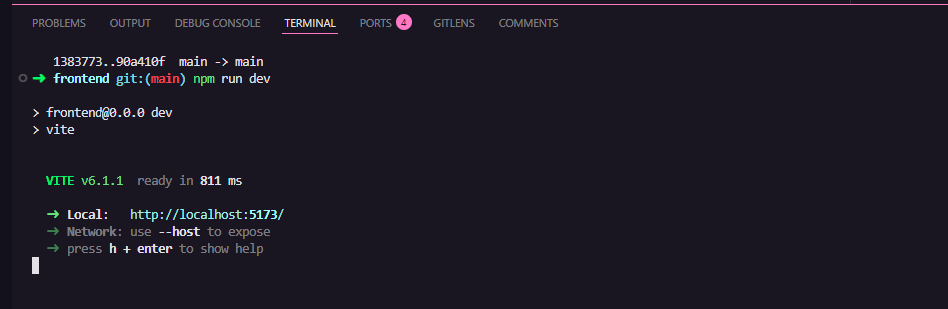 PROBLEMS OUTPUT DEBUG CONSOLE TERMINAL PORTS 4 GITLENS COMMENTS
1383773..90a410f main -> main
➜ frontend git:(main) npm run dev
> frontend@0.0.0 dev
> vite
VITE v6.1.1 ready in 811 ms
➜ Local: http://localhost:5173/
➜ Network: use --host to expose
➜ press h + enter to show help